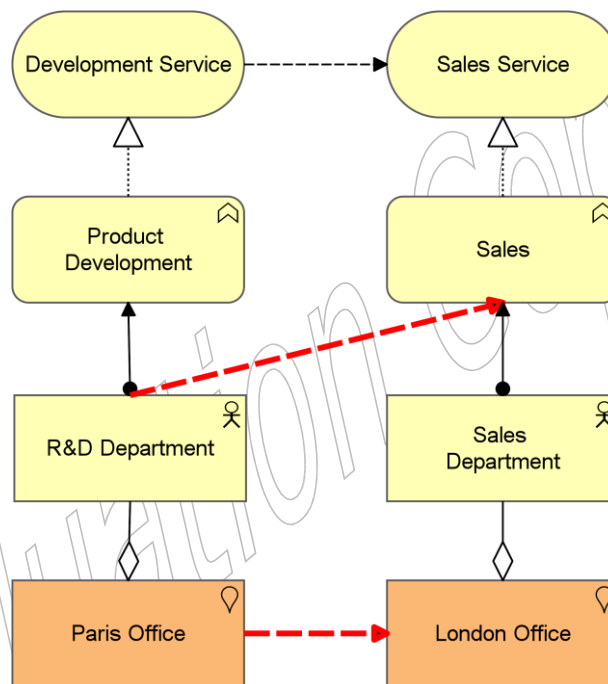 Development Service
Sales Service
Product
Development
Sales
R&D Department
Sales
Department
Paris Office
London Office